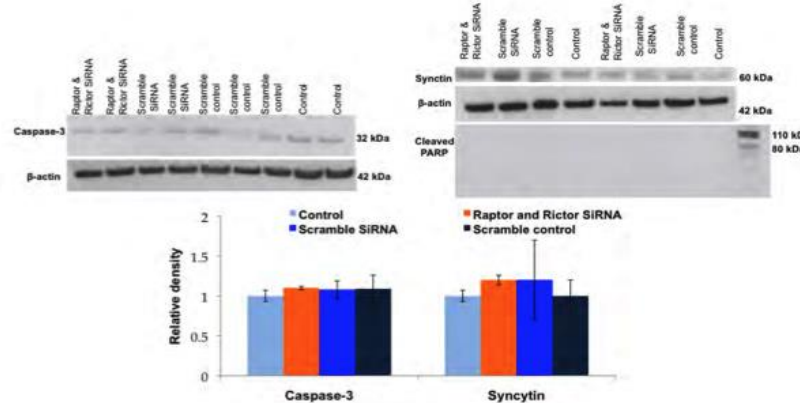 Raptor &
Rictor SiRNA
Raptor &
Rictor SiRNA
Scramble
SiRNA
Scramble
SiRNA
Scramble
control
Scramble
control
Scramble
control
Control
Control
Caspase-3
32 kDa
β-actin
42 kDa
Raptor &
Rictor SiRNA
Scramble
SiRNA
Scramble
control
Control
Raptor &
Rictor SiRNA
Scramble
SiRNA
Scramble
control
Control
Synctin
60 kDa
β-actin
42 kDa
Cleaved
PARP
110 kD
80 kDa
Control
Raptor and Rictor SiRNA
Scramble SiRNA
Scramble control
Relative density
2
1.5
1
0.5
0
Caspase-3
Syncytin